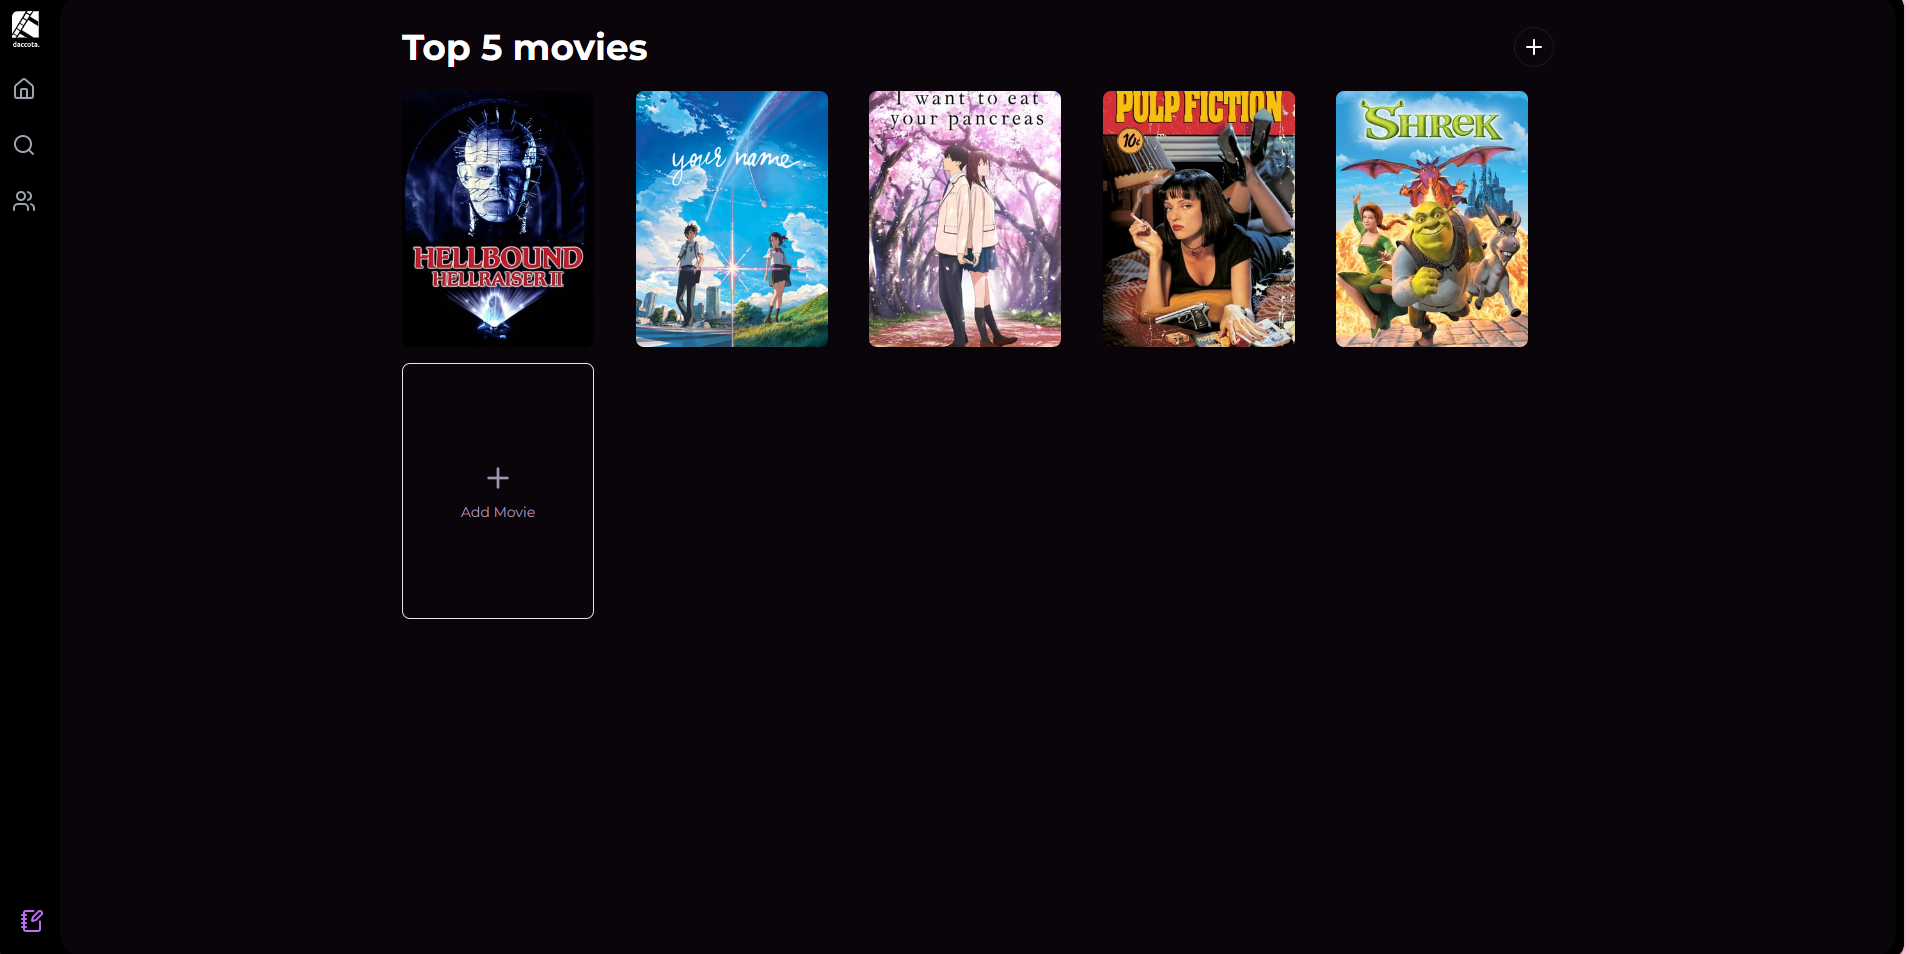 daccota.
Top 5 movies
HELLBOUND
HELLRAISER II
your name.
I want to eat
your pancreas
PULP FICTION
10¢
SHREK
Add Movie